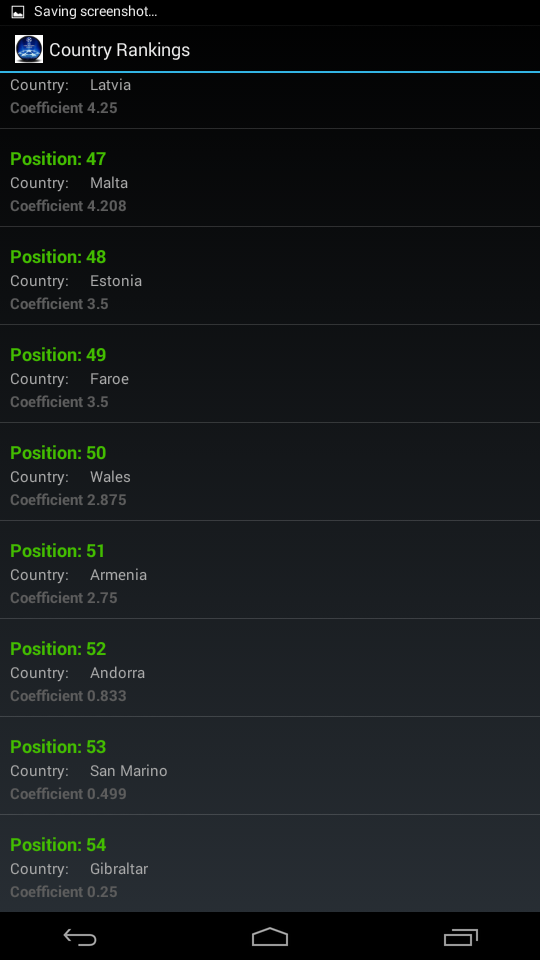 Saving screenshot...
Country Rankings
Country: Latvia
Coefficient 4.25
Position: 47
Country: Malta
Coefficient 4.208
Position: 48
Country: Estonia
Coefficient 3.5
Position: 49
Country: Faroe
Coefficient 3.5
Position: 50
Country: Wales
Coefficient 2.875
Position: 51
Country: Armenia
Coefficient 2.75
Position: 52
Country: Andorra
Coefficient 0.833
Position: 53
Country: San Marino
Coefficient 0.499
Position: 54
Country: Gibraltar
Coefficient 0.25